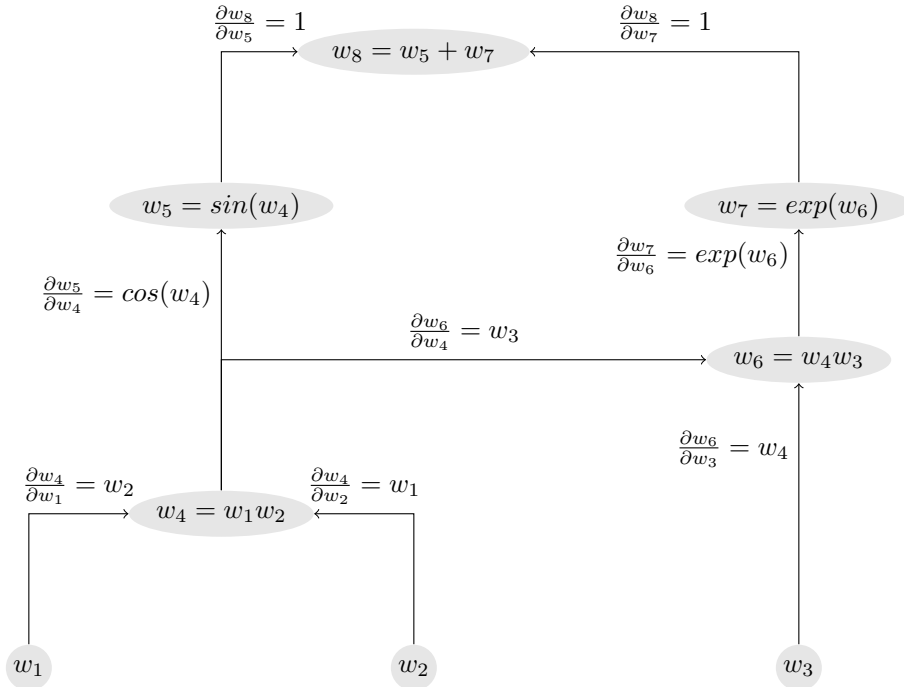 ∂w₈/∂w₅ = 1
∂w₈/∂w₇ = 1
w₈ = w₅ + w₇
w₅ = sin(w₄)
w₇ = exp(w₆)
∂w₇/∂w₆ = exp(w₆)
∂w₅/∂w₄ = cos(w₄)
∂w₆/∂w₄ = w₃
w₆ = w₄w₃
∂w₆/∂w₃ = w₄
∂w₄/∂w₁ = w₂
∂w₄/∂w₂ = w₁
w₄ = w₁w₂
w₁
w₂
w₃